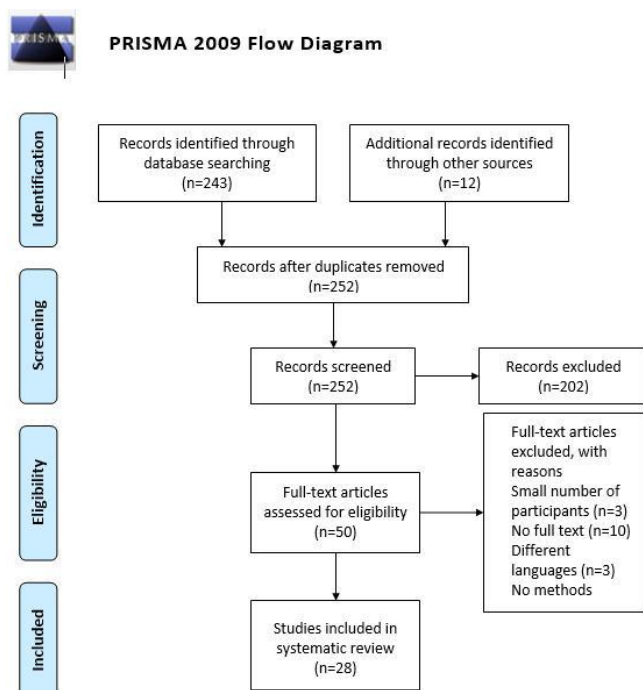 PRISMA
PRISMA 2009 Flow Diagram
Identification
Records identified through
database searching
(n=243)
Additional records identified
through other sources
(n=12)
Records after duplicates removed
(n=252)
Screening
Records screened
(n=252)
Records excluded
(n=202)
Eligibility
Full-text articles
assessed for eligibility
(n=50)
Full-text articles
excluded, with
reasons
Small number of
participants (n=3)
No full text (n=10)
Different
languages (n=3)
No methods
Included
Studies included in
systematic review
(n=28)